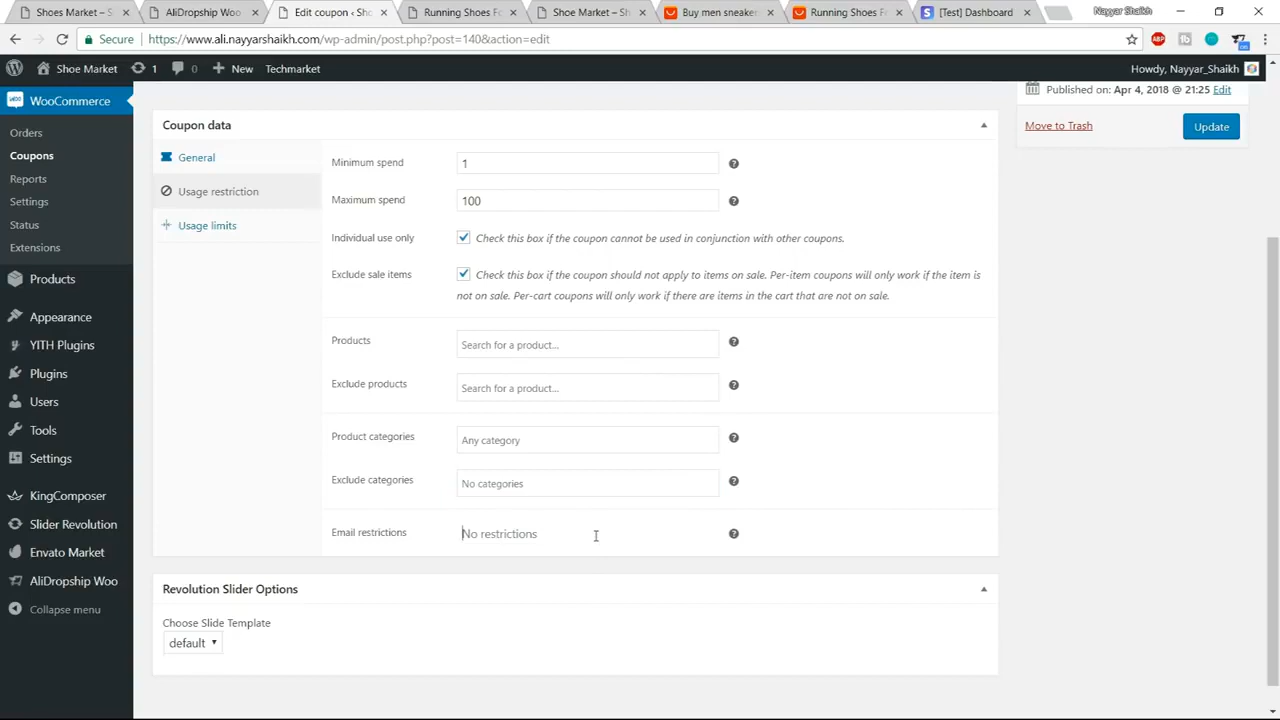 Shoes Market – S
AliDropship Woo
Edit coupon ‹ Sho
Running Shoes Fo
Shoe Market – Sh
Buy men sneaker
Running Shoes Fo
[Test] Dashboard
Nayyar Shaikh
Secure
https://www.ali.nayyarshaikh.com/wp-admin/post.php?post=140&action=edit
ABP
Shoe Market
1
0
New
Techmarket
Howdy, Nayyar_Shaikh
WooCommerce
Orders
Coupons
Reports
Settings
Status
Extensions
Products
Appearance
YITH Plugins
Plugins
Users
Tools
Settings
KingComposer
Slider Revolution
Envato Market
AliDropship Woo
Collapse menu
Published on: Apr 4, 2018 @ 21:25 Edit
Move to Trash
Update
Coupon data
General
Usage restriction
Usage limits
Minimum spend
1
Maximum spend
100
Individual use only
Check this box if the coupon cannot be used in conjunction with other coupons.
Exclude sale items
Check this box if the coupon should not apply to items on sale. Per-item coupons will only work if the item is
not on sale. Per-cart coupons will only work if there are items in the cart that are not on sale.
Products
Search for a product...
Exclude products
Search for a product...
Product categories
Any category
Exclude categories
No categories
Email restrictions
No restrictions
Revolution Slider Options
Choose Slide Template
default